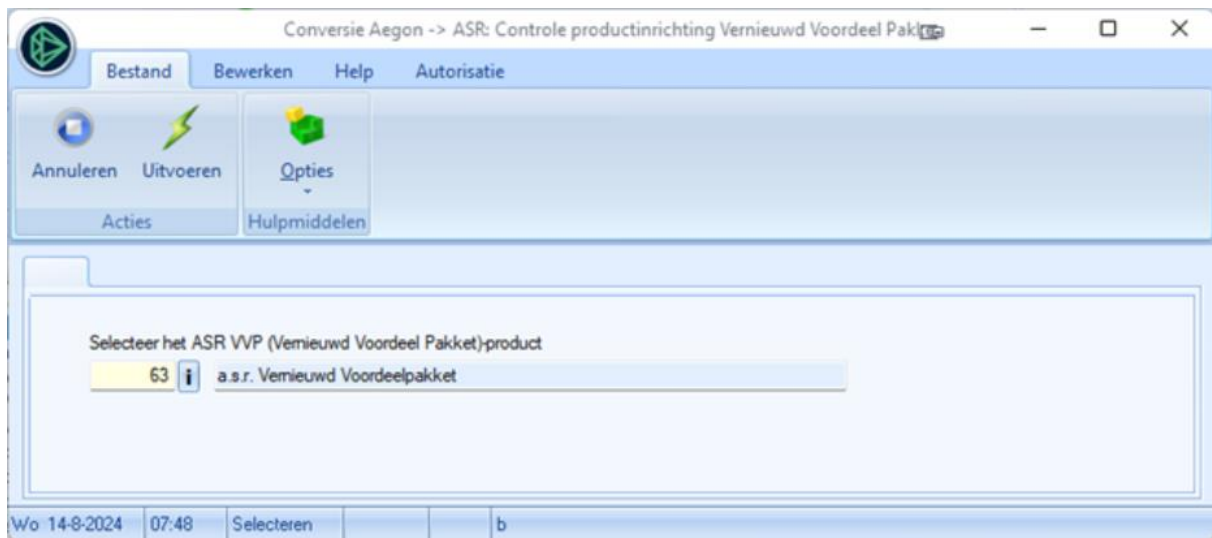 Conversie Aegon -> ASR: Controle productinrichting Vernieuwd Voordeel
Bestand Bewerken Help Autorisatie
Annuleren Uitvoeren Opties
Acties Hulpmiddelen
Selecteer het ASR VVP (Vernieuwd Voordeel Pakket)-product
63 i a.s.r. Vernieuwd Voordeelpakket
Wo 14-8-2024 07:48 Selecteren b